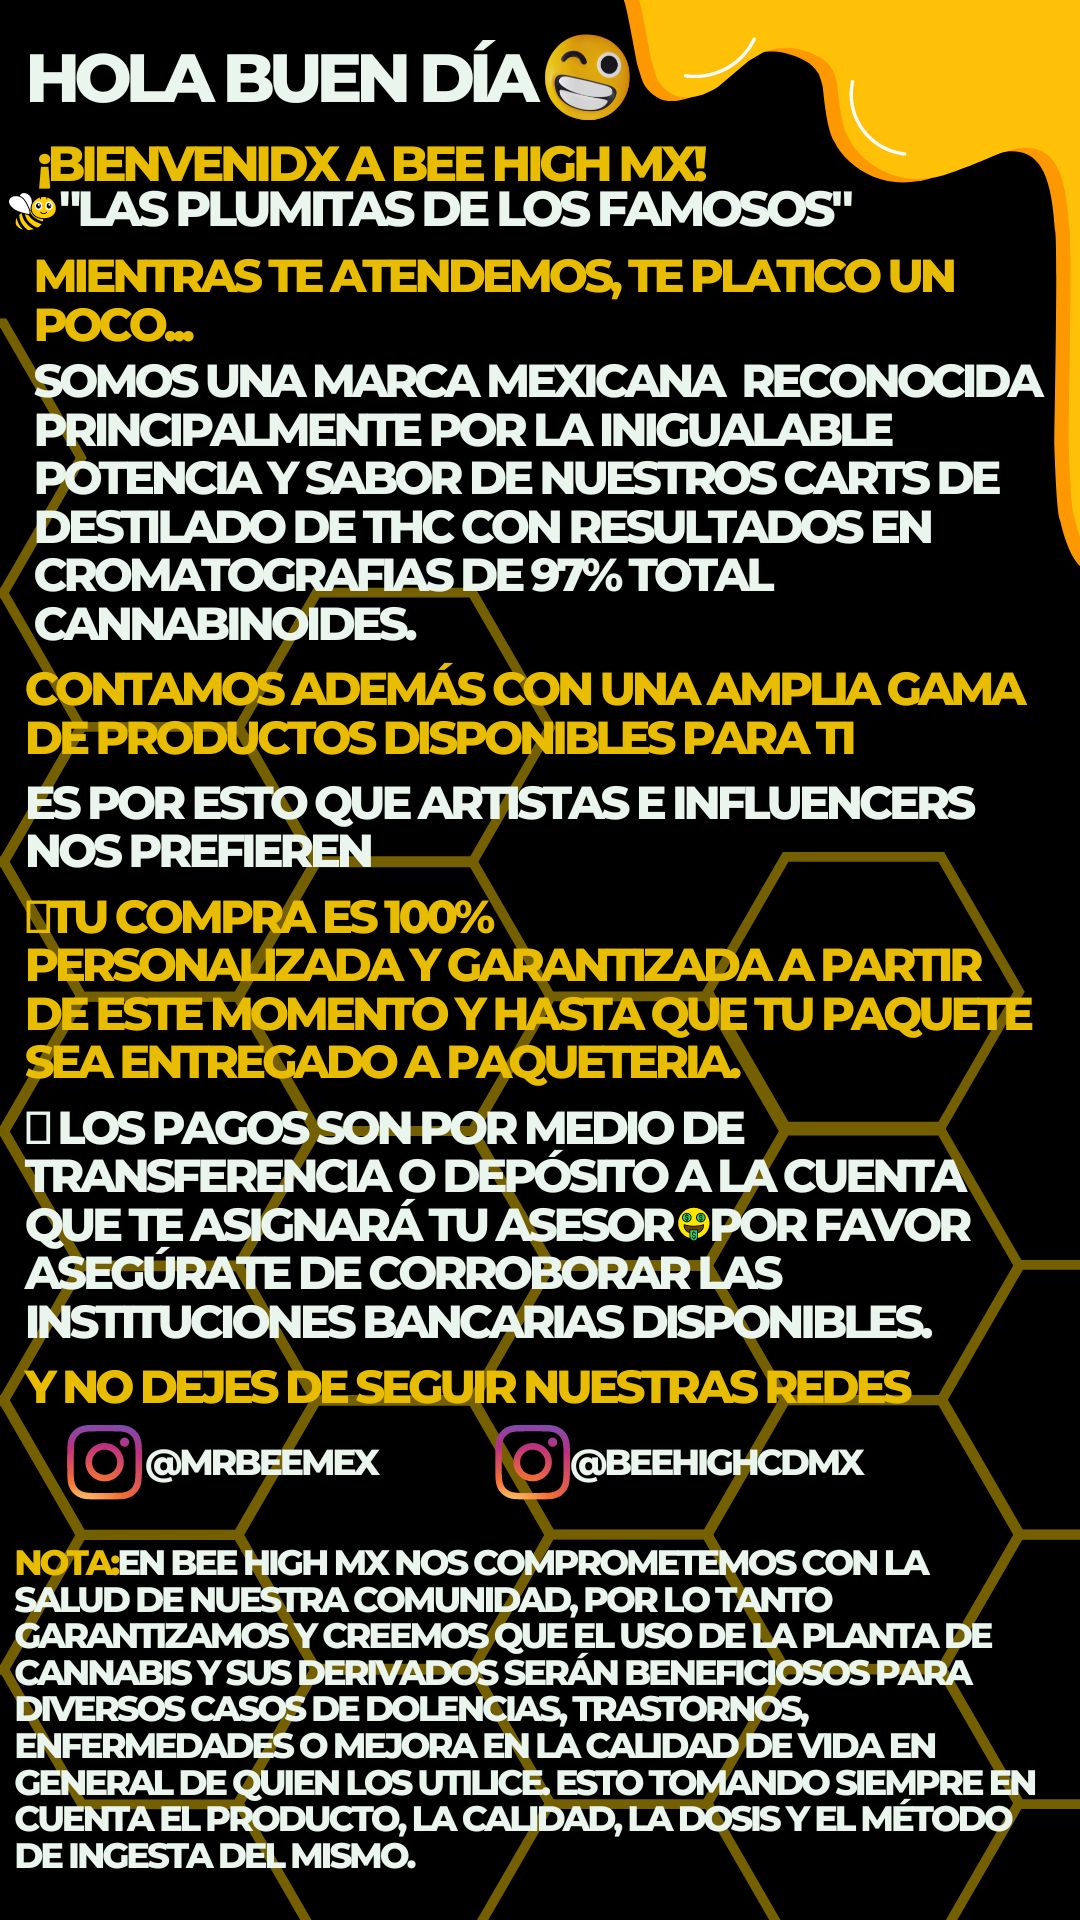 HOLA BUEN DÍA
¡BIENVENIDX A BEE HIGH MX!
"LAS PLUMITAS DE LOS FAMOSOS"
MIENTRAS TE ATENDEMOS, TE PLATICO UN
POCO...
SOMOS UNA MARCA MEXICANA RECONOCIDA
PRINCIPALMENTE POR LA INIGUALABLE
POTENCIA Y SABOR DE NUESTROS CARTS DE
DESTILADO DE THC CON RESULTADOS EN
CROMATOGRAFIAS DE 97% TOTAL
CANNABINOIDES.
CONTAMOS ADEMÁS CON UNA AMPLIA GAMA
DE PRODUCTOS DISPONIBLES PARA TI
ES POR ESTO QUE ARTISTAS E INFLUENCERS
NOS PREFIEREN
TU COMPRA ES 100%
PERSONALIZADA Y GARANTIZADA A PARTIR
DE ESTE MOMENTO Y HASTA QUE TU PAQUETE
SEA ENTREGADO A PAQUETERIA.
LOS PAGOS SON POR MEDIO DE
TRANSFERENCIA O DEPÓSITO A LA CUENTA
QUE TE ASIGNARÁ TU ASESOR🤑POR FAVOR
ASEGÚRATE DE CORROBORAR LAS
INSTITUCIONES BANCARIAS DISPONIBLES.
Y NO DEJES DE SEGUIR NUESTRAS REDES
@MRBEEMEX @BEEHIGHCDMX
NOTA:EN BEE HIGH MX NOS COMPROMETEMOS CON LA
SALUD DE NUESTRA COMUNIDAD, POR LO TANTO
GARANTIZAMOS Y CREEMOS QUE EL USO DE LA PLANTA DE
CANNABIS Y SUS DERIVADOS SERÁN BENEFICIOSOS PARA
DIVERSOS CASOS DE DOLENCIAS, TRASTORNOS,
ENFERMEDADES O MEJORA EN LA CALIDAD DE VIDA EN
GENERAL DE QUIEN LOS UTILICE. ESTO TOMANDO SIEMPRE EN
CUENTA EL PRODUCTO, LA CALIDAD, LA DOSIS Y EL MÉTODO
DE INGESTA DEL MISMO.